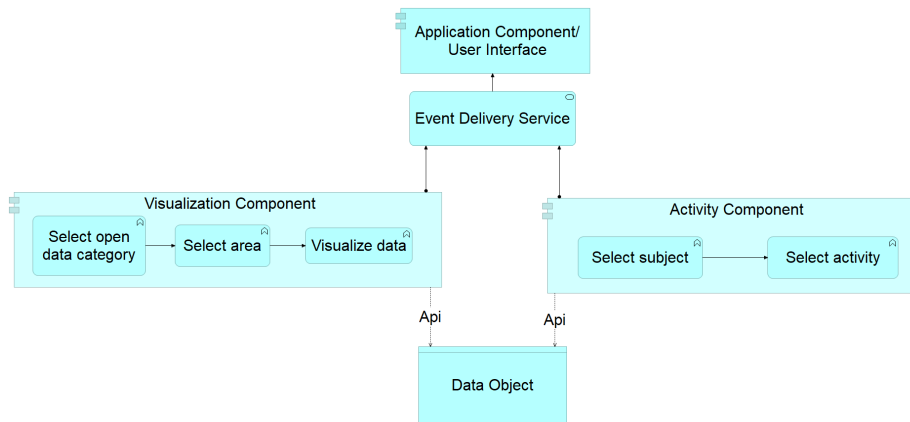 Application Component/
User Interface
Event Delivery Service
Visualization Component
Select open
data category
Select area
Visualize data
Activity Component
Select subject
Select activity
Api
Api
Data Object